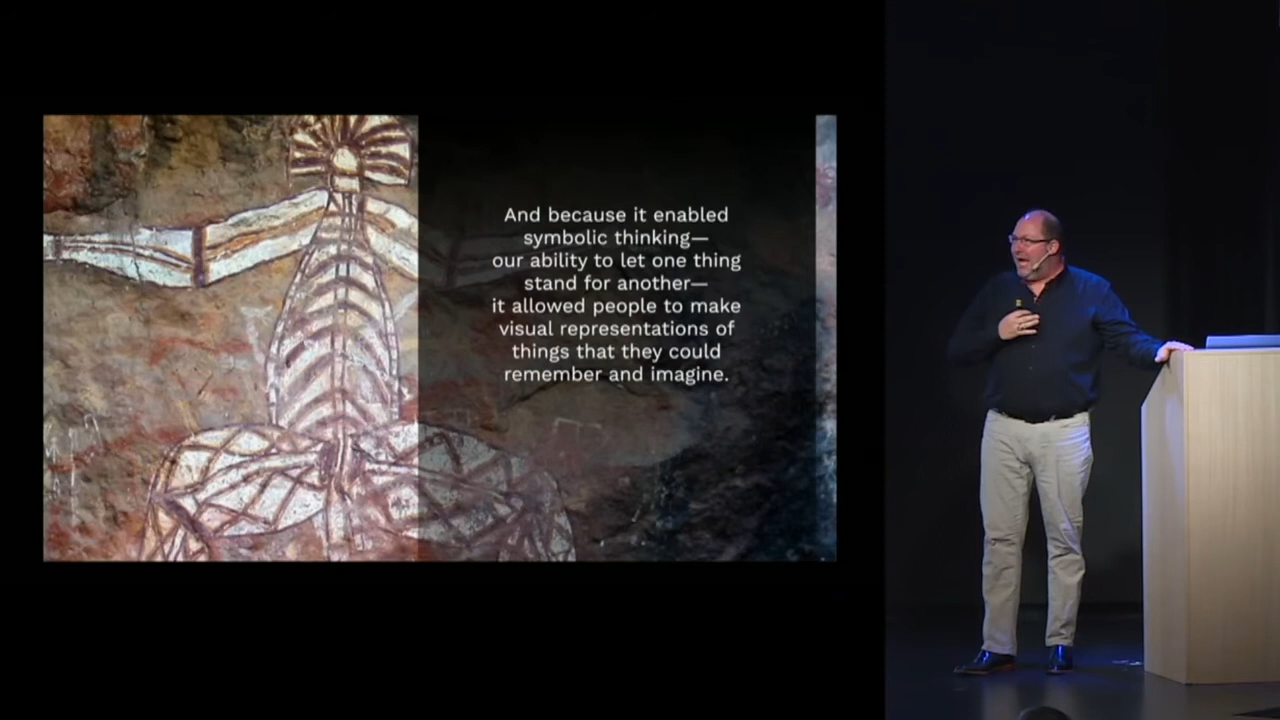 And because it enabled
symbolic thinking—
our ability to let one thing
stand for another—
it allowed people to make
visual representations of
things that they could
remember and imagine.